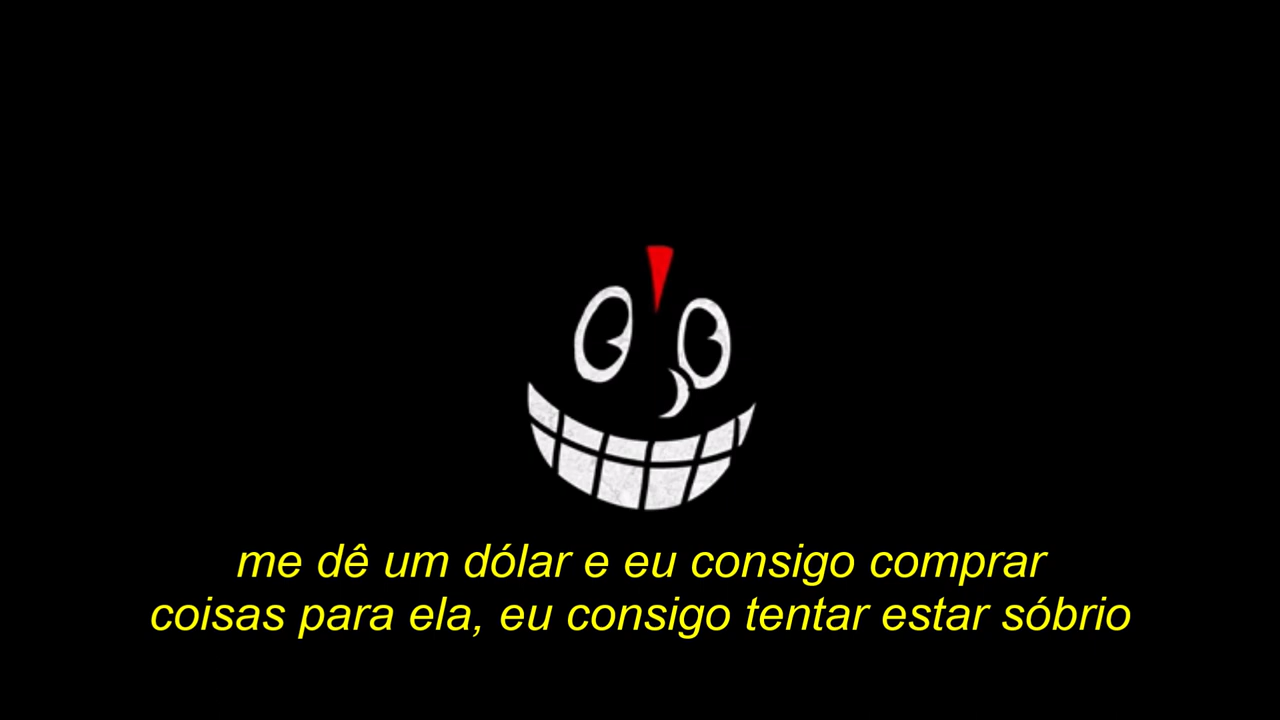 me dê um dólar e eu consigo comprar
coisas para ela, eu consigo tentar estar sóbrio